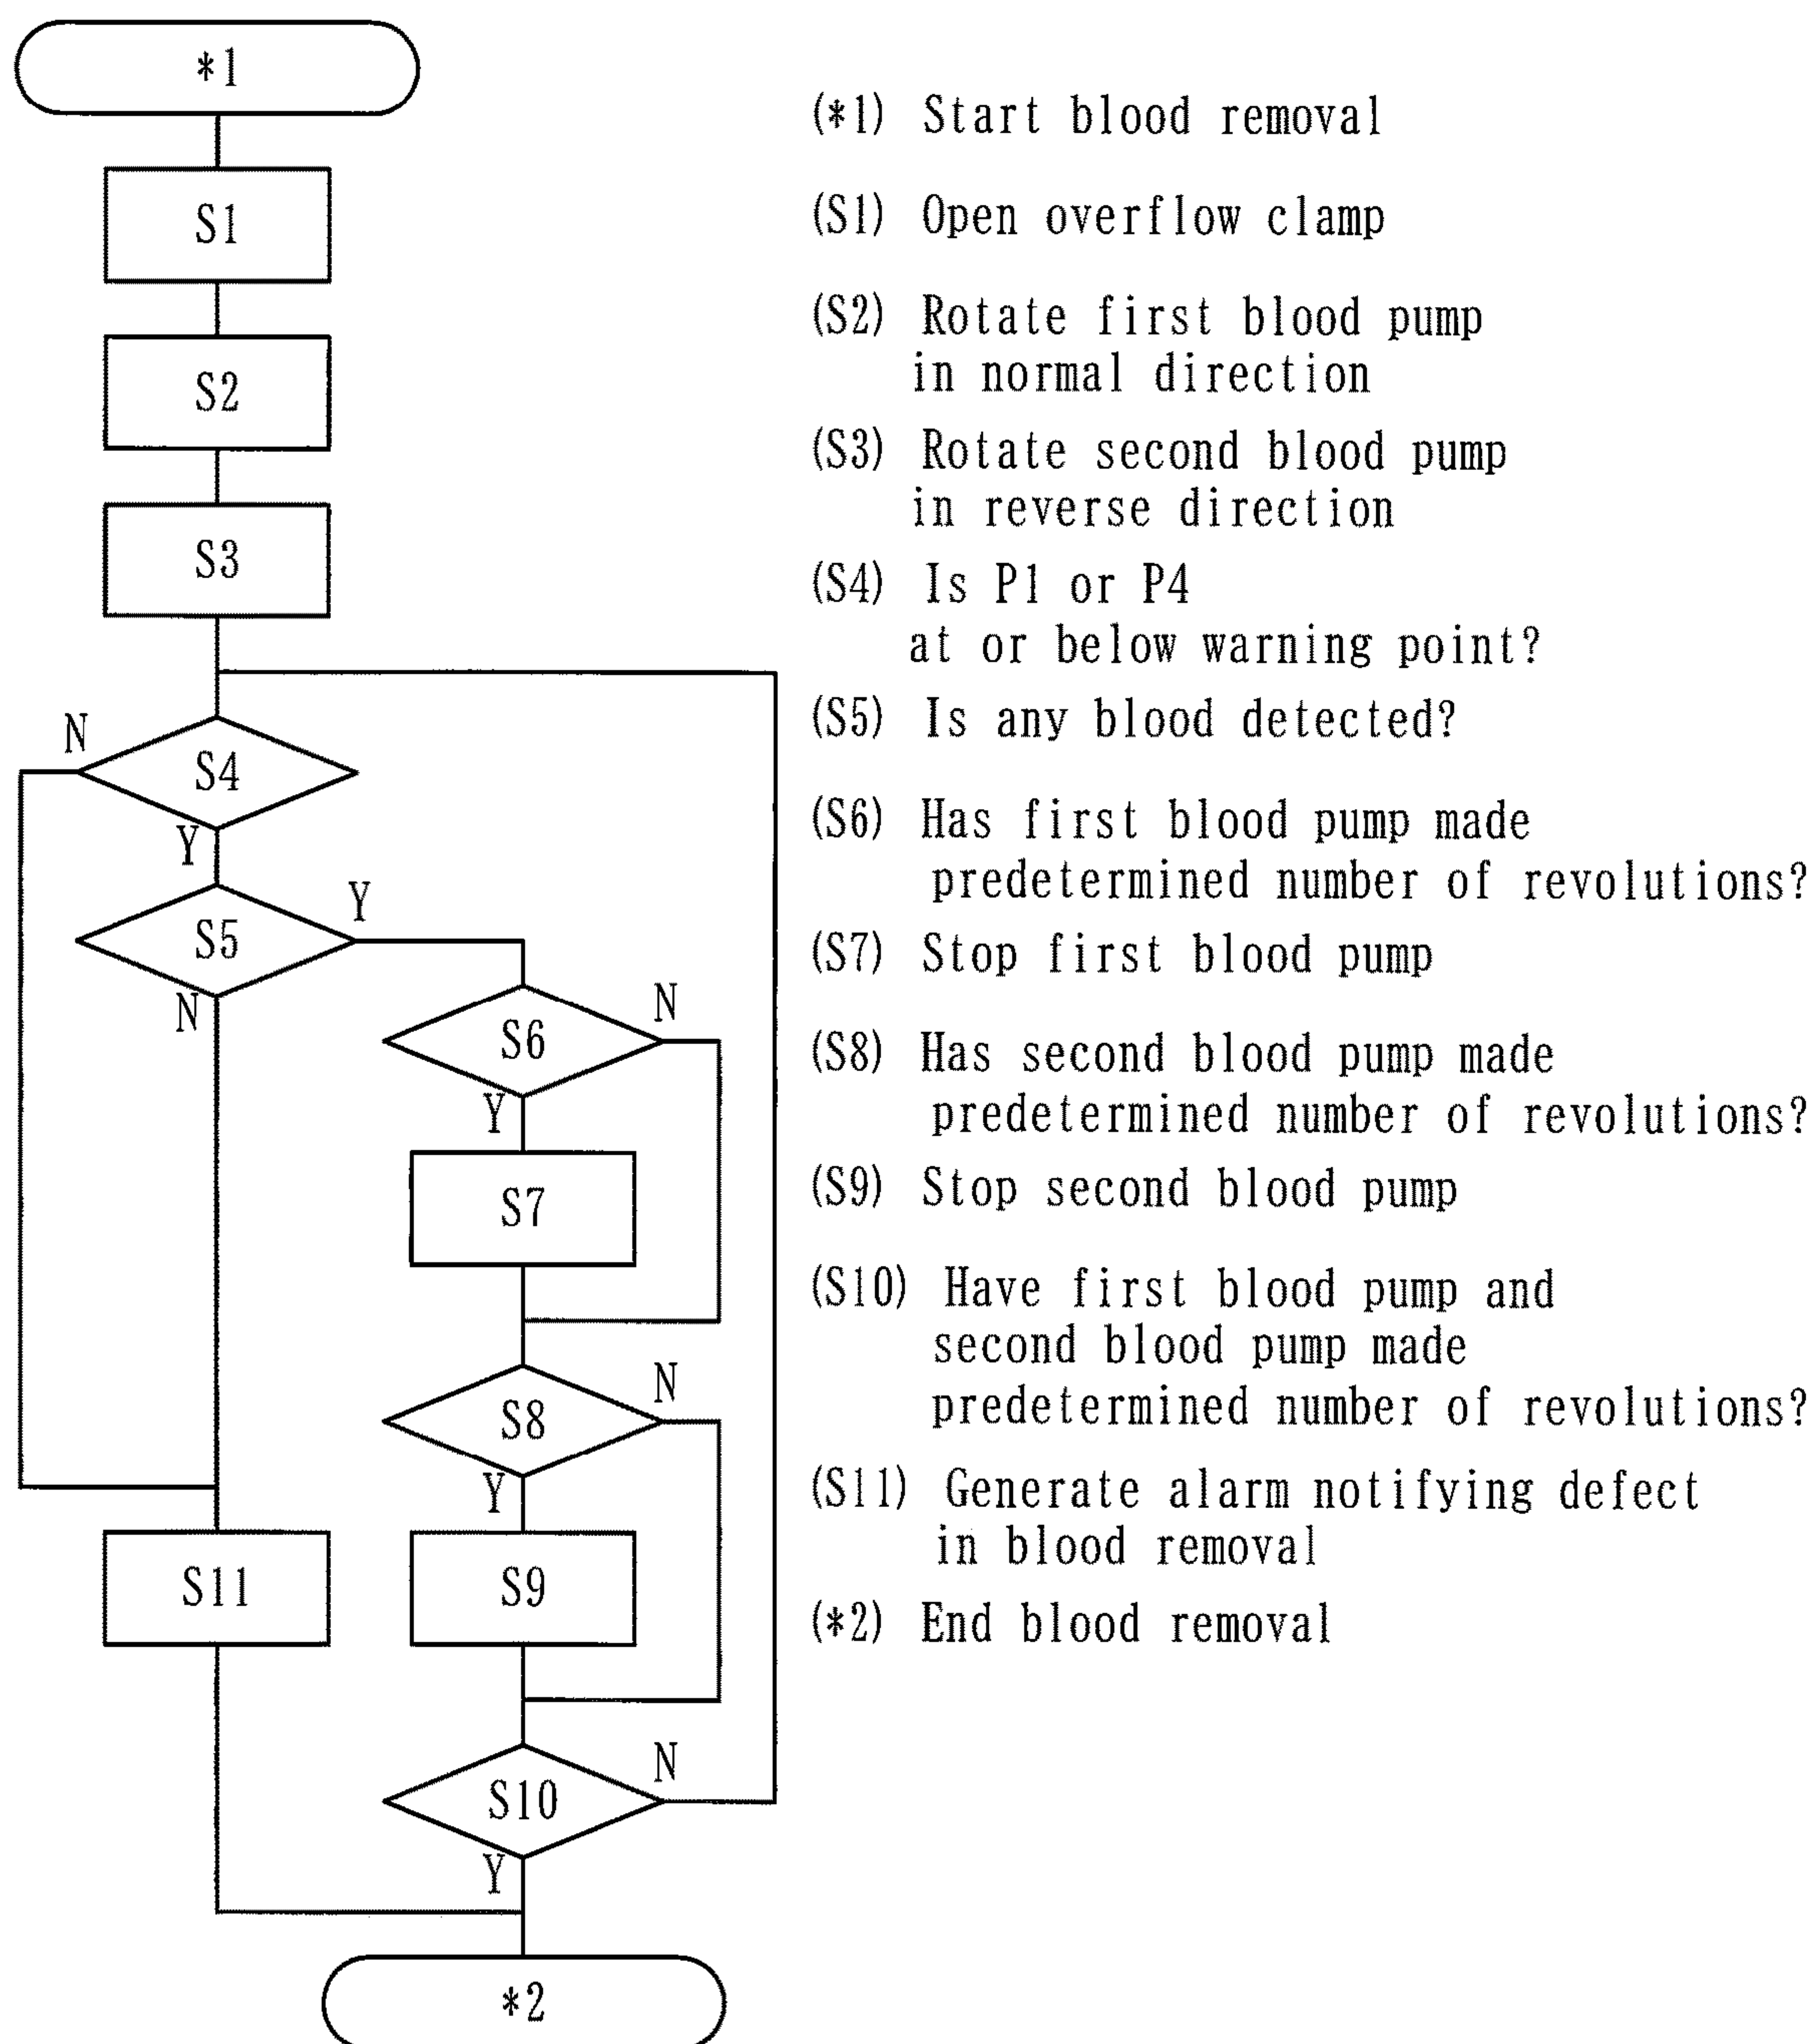 *1
S1
S2
S3
N
S4
Y
Y
S5
N
N
S6
Y
S7
N
S8
Y
S11
S9
N
S10
Y
*2
(*1) Start blood removal
(S1) Open overflow clamp
(S2) Rotate first blood pump
in normal direction
(S3) Rotate second blood pump
in reverse direction
(S4) Is P1 or P4
at or below warning point?
(S5) Is any blood detected?
(S6) Has first blood pump made
predetermined number of revolutions?
(S7) Stop first blood pump
(S8) Has second blood pump made
predetermined number of revolutions?
(S9) Stop second blood pump
(S10) Have first blood pump and
second blood pump made
predetermined number of revolutions?
(S11) Generate alarm notifying defect
in blood removal
(*2) End blood removal